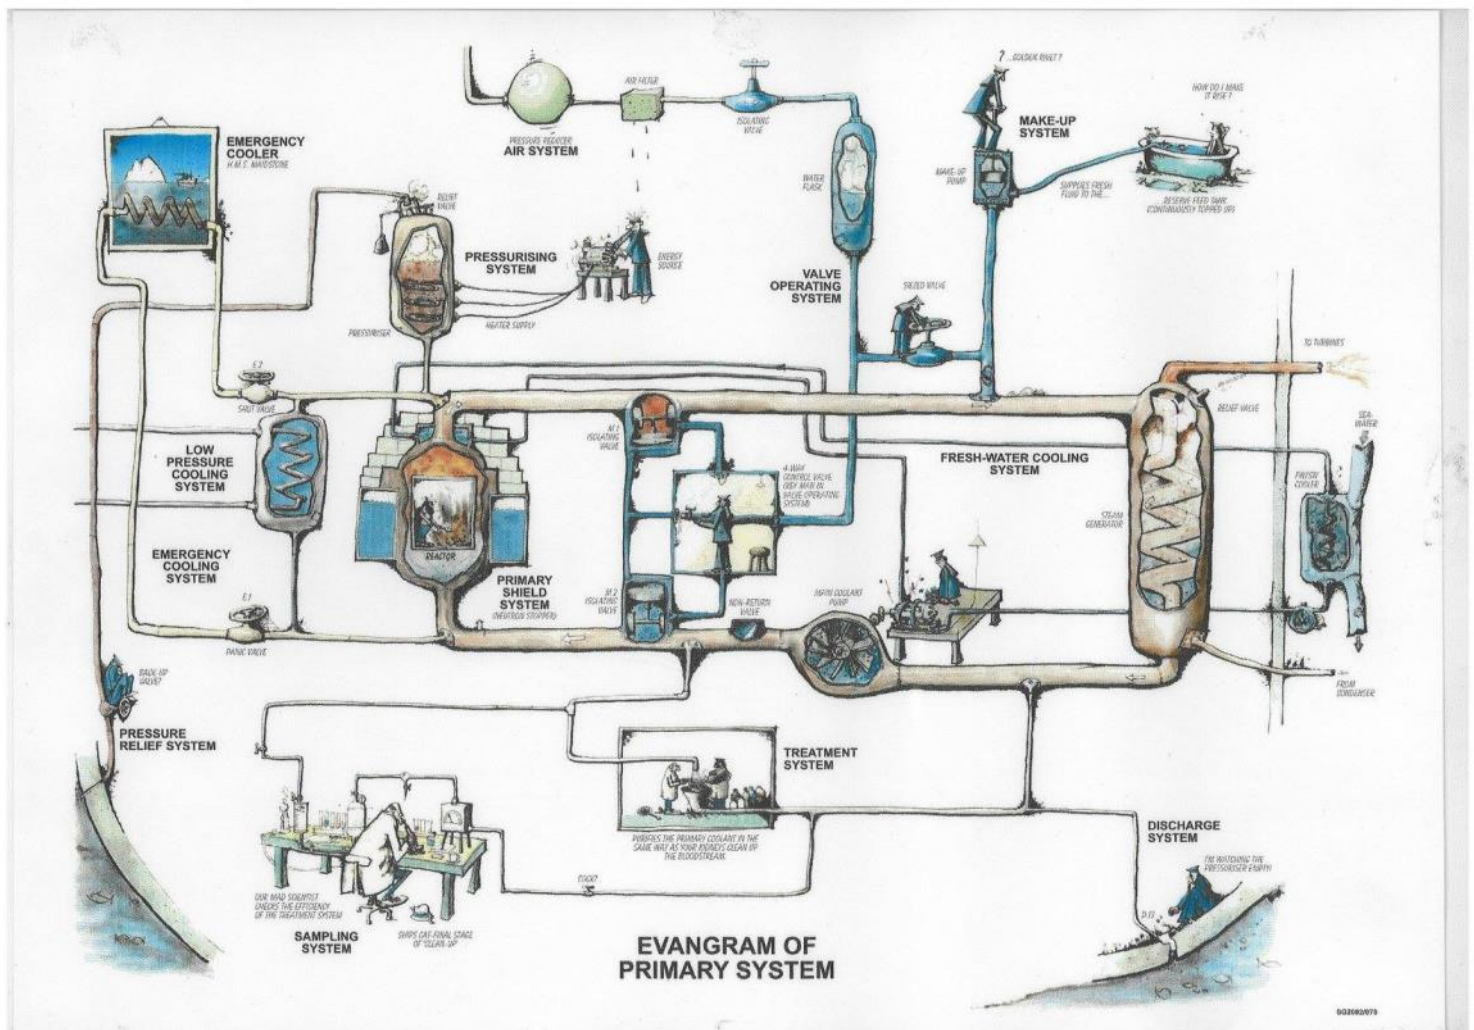 ? ...GOLDEN RIVET ?
AIR FILTER
HOW DO I MAKE
IT RISE ?
ISOLATING
VALVE
MAKE-UP
SYSTEM
PRESSURE REDUCER
AIR SYSTEM
EMERGENCY
COOLER
H.M.S. MAIDSTONE
WATER
FLASK
MAKE-UP
PUMP
SUPPLIES FRESH
FLUID TO THE...
RESERVE FEED TANK
(CONTINUOUSLY TOPPED UP)
RELIEF
VALVE
PRESSURISING
SYSTEM
ENERGY
SOURCE
VALVE
OPERATING
SYSTEM
SIEZED VALVE
PRESSURISER
HEATER SUPPLY
TO TURBINES
E2
SHUT VALVE
RELIEF VALVE
SEA-
WATER
M1
ISOLATING
VALVE
LOW
PRESSURE
COOLING
SYSTEM
4-WAY
CONTROL VALVE
(KEY MAN IN
VALVE OPERATING
SYSTEM)
FRESH-WATER COOLING
SYSTEM
COOLER
STEAM
GENERATOR
REACTOR
EMERGENCY
COOLING
SYSTEM
PRIMARY
SHIELD
SYSTEM
(NEUTRON STOPPER)
M2
ISOLATING
VALVE
NON-RETURN
VALVE
MAIN COOLANT
PUMP
E1
PANIC VALVE
BACK-UP
VALVE?
FROM
CONDENSER
PRESSURE
RELIEF SYSTEM
TREATMENT
SYSTEM
PURIFIES THE PRIMARY COOLANT IN THE
SAME WAY AS YOUR KIDNEYS CLEAN UP
THE BLOODSTREAM.
DISCHARGE
SYSTEM
I'M WATCHING THE
PRESSURISER EMPTY!
OUR MAD SCIENTIST
CHECKS THE EFFICIENCY
OF THE TREATMENT SYSTEM
SAMPLING
SYSTEM
SHIPS CAT-FINAL STAGE
OF "CLEAN-UP"
EVANGRAM OF
PRIMARY SYSTEM